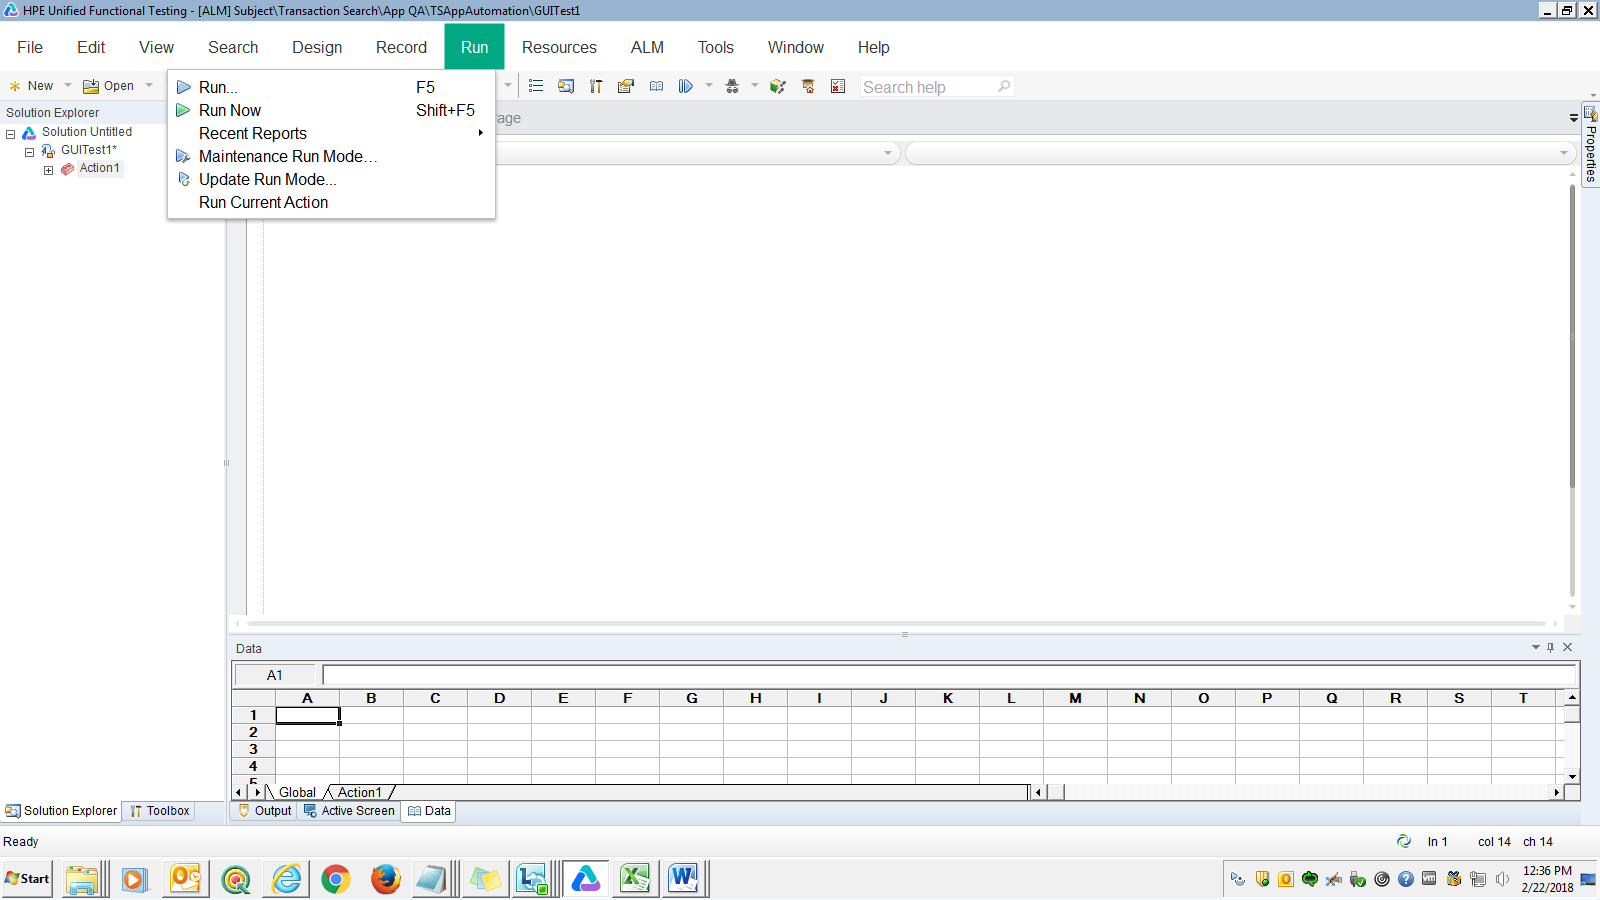 HPE Unified Functional Testing - [ALM] Subject\Transaction Search\App QA\TSAppAutomation\GUITest1
File Edit View Search Design Record Run Resources ALM Tools Window Help
New Open Search help
Run... F5
Run Now Shift+F5
Recent Reports
Maintenance Run Mode...
Update Run Mode...
Run Current Action
Solution Explorer
Solution Untitled
GUITest1*
Action1
age
Properties
Data
A1
A B C D E F G H I J K L M N O P Q R S T
1
2
3
4
5
Global Action1
Solution Explorer Toolbox Output Active Screen Data
Ready ln 1 col 14 ch 14
Start
12:36 PM
2/22/2018